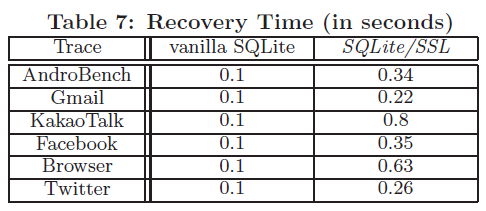 Table 7: Recovery Time (in seconds)
Trace vanilla SQLite SQLite/SSL
AndroBench 0.1 0.34
Gmail 0.1 0.22
KakaoTalk 0.1 0.8
Facebook 0.1 0.35
Browser 0.1 0.63
Twitter 0.1 0.26